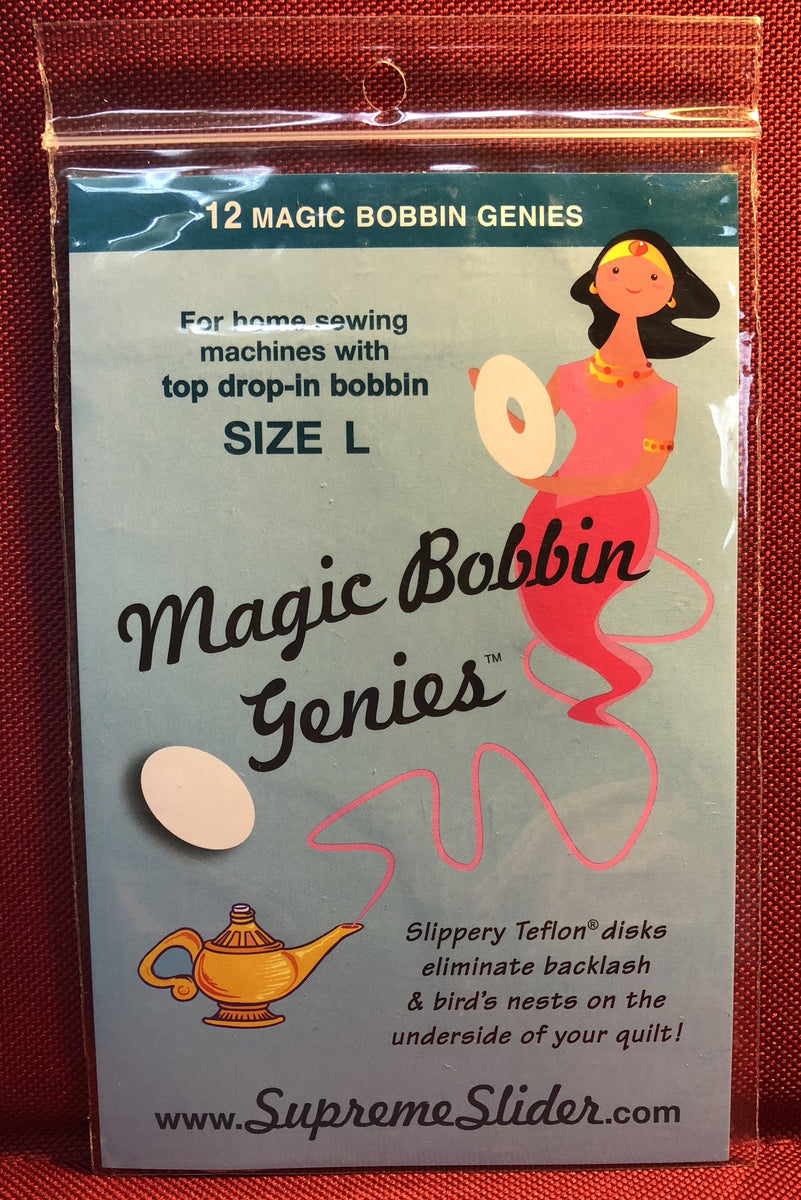 12 MAGIC BOBBIN GENIES
For home sewing
machines with
top drop-in bobbin
SIZE L
Magic Bobbin
Genies™
Slippery Teflon® disks
eliminate backlash
& bird's nests on the
underside of your quilt!
www.SupremeSlider.com